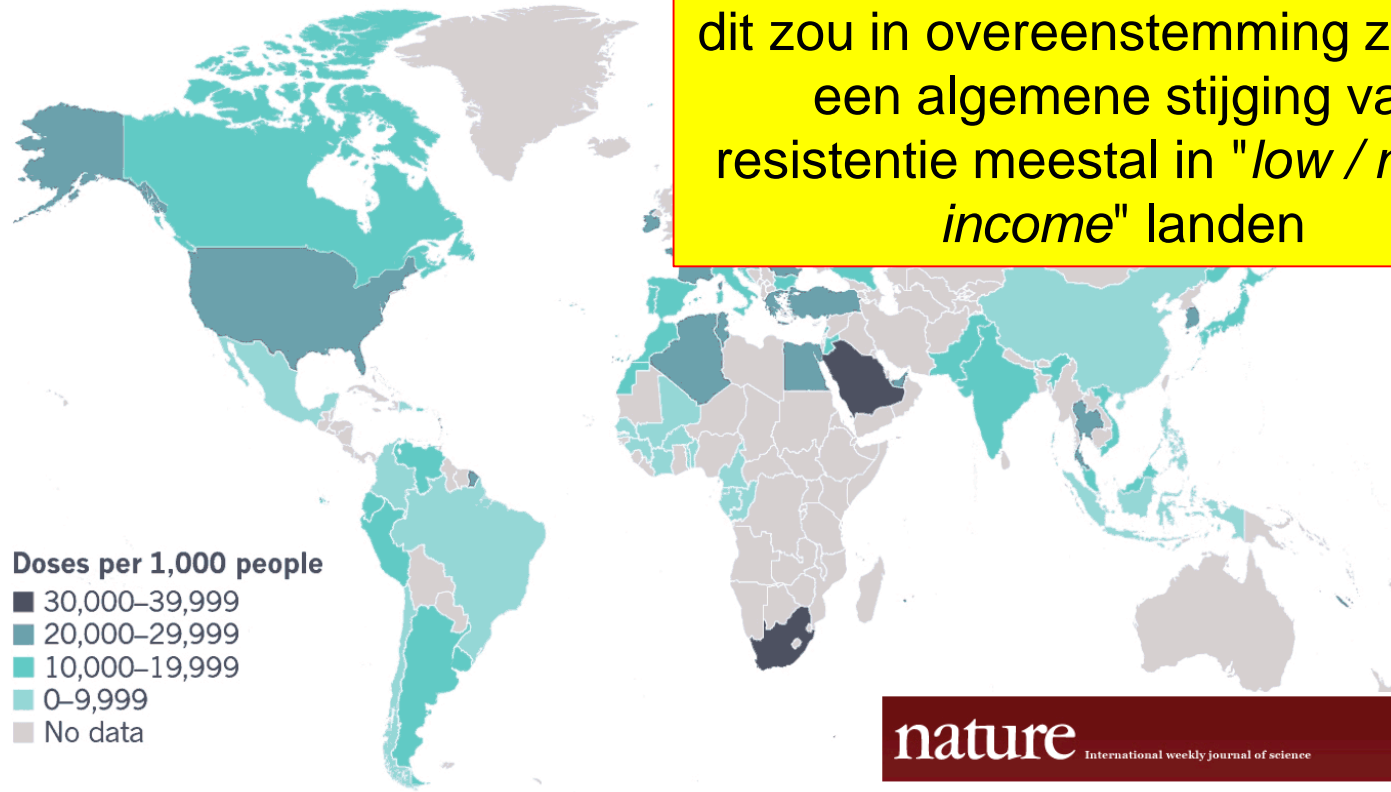 dit zou in overeenstemming
een algemene stijging
resistentie meestal in "low /
income" landen
Doses per 1,000 people
30,000–39,999
20,000–29,999
10,000–19,999
0–9,999
No data
nature International weekly journal of science